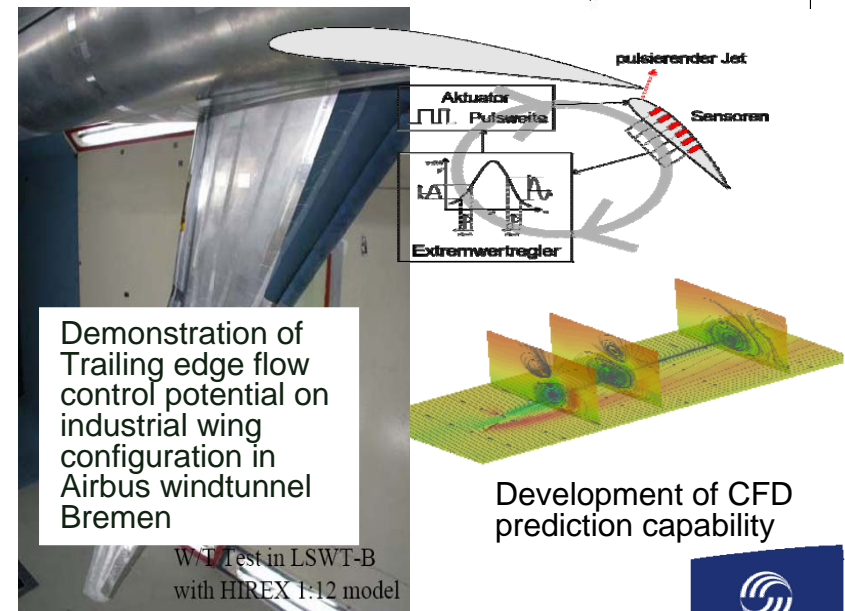 pulsierender Jet
Aktuator
Pulsweite
Sensoren
Extremwertregler
Demonstration of
Trailing edge flow
control potential on
industrial wing
configuration in
Airbus windtunnel
Bremen
W/T Test in LSWT-B
with HIREX 1:12 model
Development of CFD
prediction capability